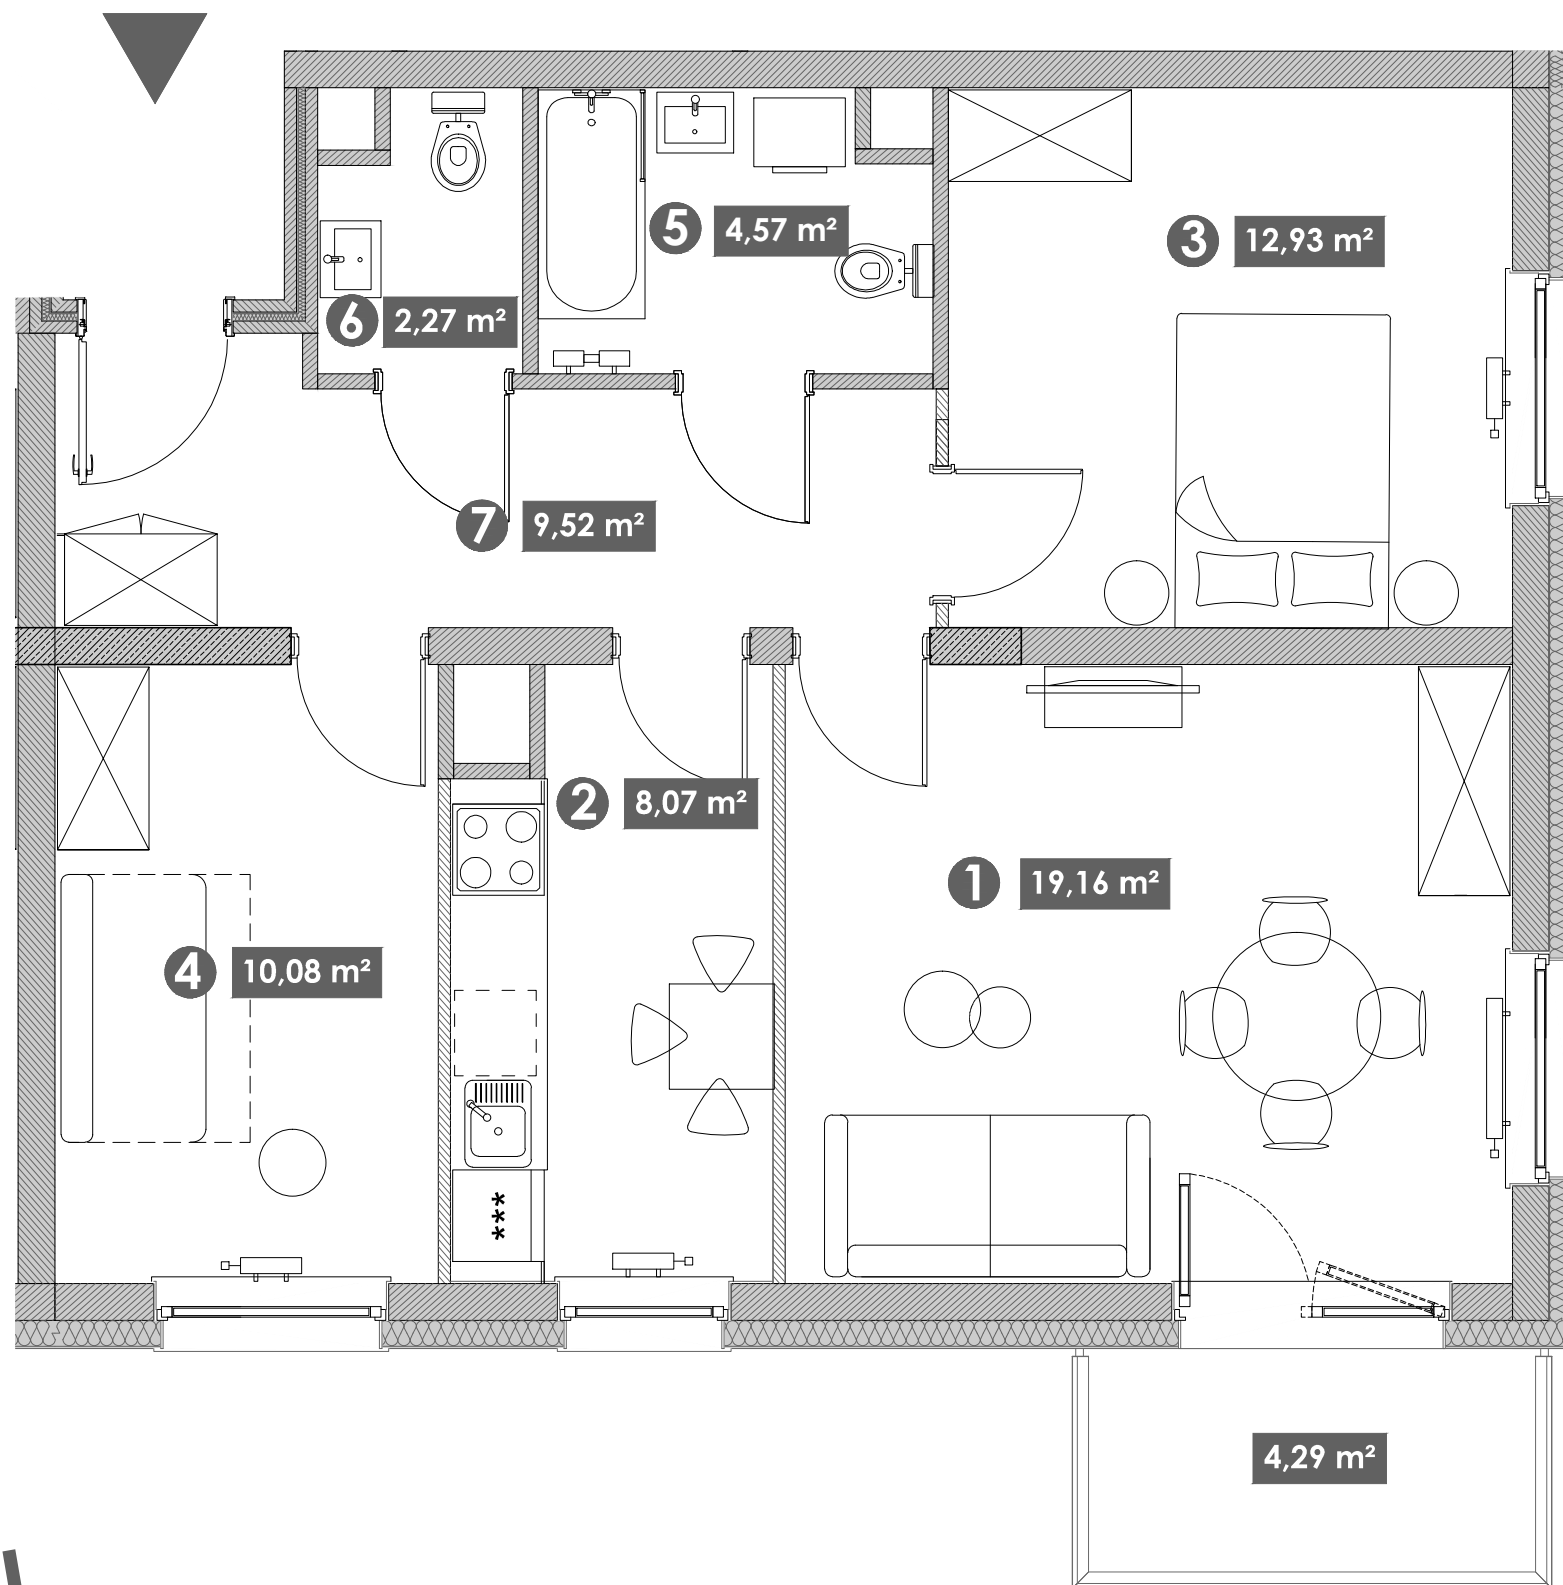 5 4,57 m²
3 12,93 m²
6 2,27 m²
7 9,52 m²
2 8,07 m²
1 19,16 m²
4 10,08 m²
***
4,29 m²